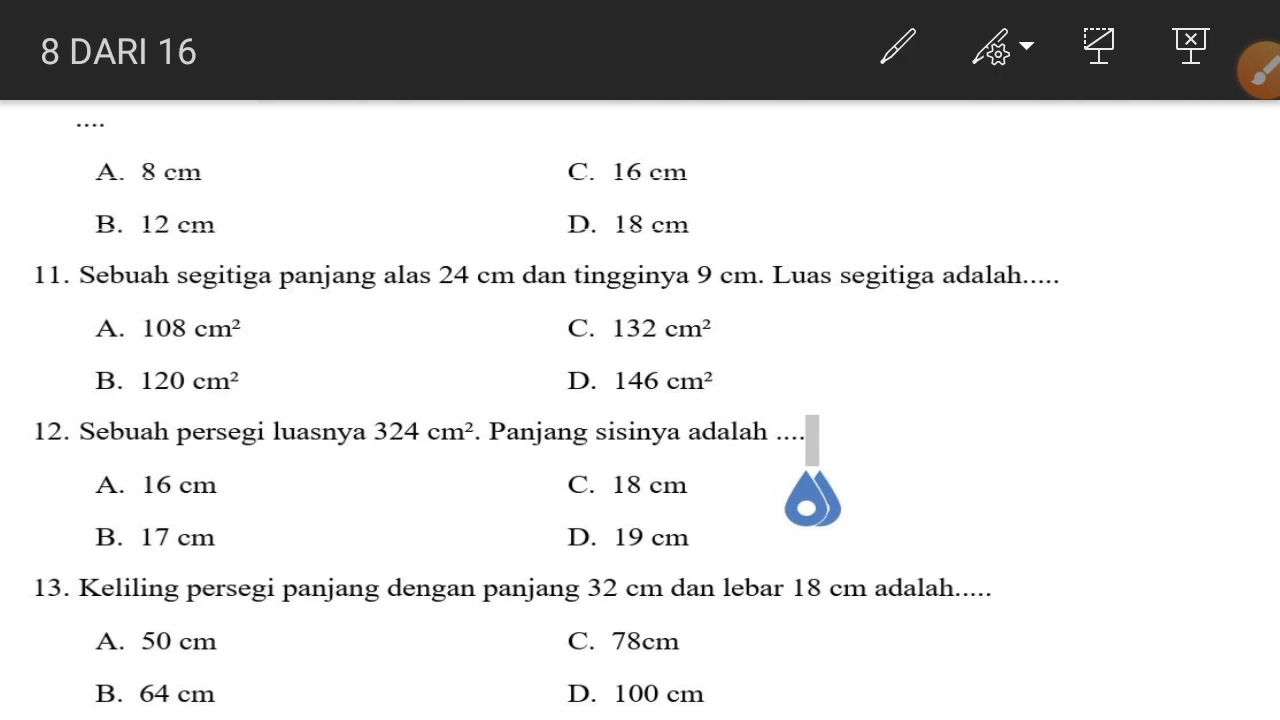 8 DARI 16
....
A. 8 cm C. 16 cm
B. 12 cm D. 18 cm
11. Sebuah segitiga panjang alas 24 cm dan tingginya 9 cm. Luas segitiga adalah.....
A. 108 cm² C. 132 cm²
B. 120 cm² D. 146 cm²
12. Sebuah persegi luasnya 324 cm². Panjang sisinya adalah ....
A. 16 cm C. 18 cm
B. 17 cm D. 19 cm
13. Keliling persegi panjang dengan panjang 32 cm dan lebar 18 cm adalah.....
A. 50 cm C. 78cm
B. 64 cm D. 100 cm